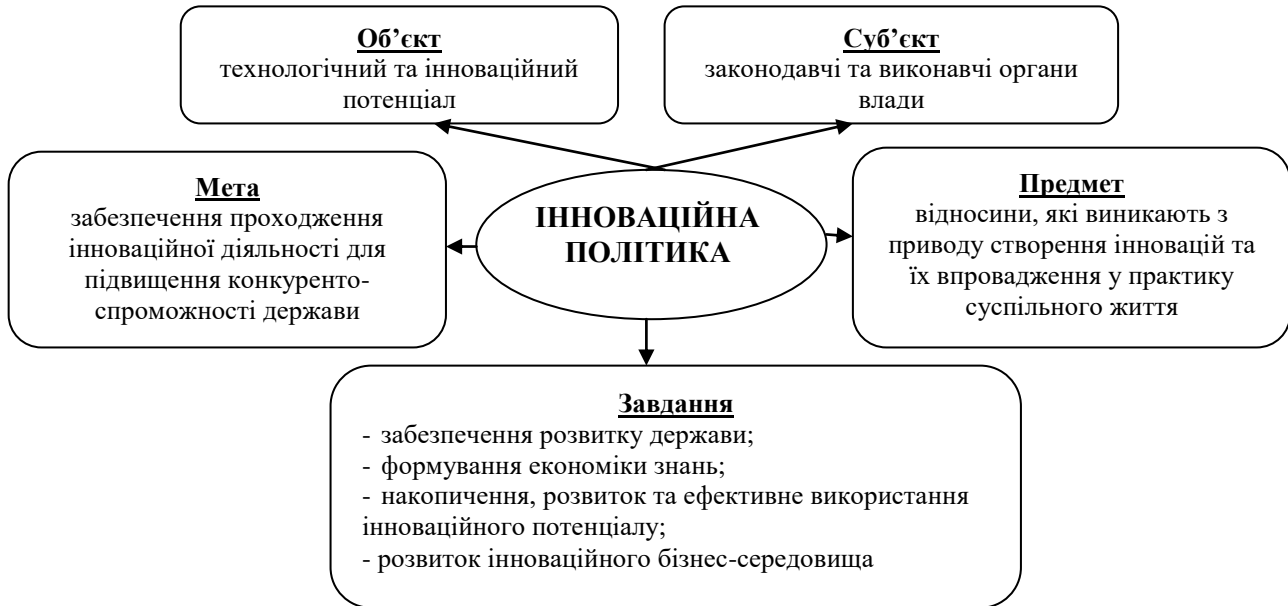 Об’єкт
технологічний та інноваційний
потенціал
Суб’єкт
законодавчі та виконавчі органи
влади
Мета
забезпечення проходження
інноваційної діяльності для
підвищення конкуренто-
спроможності держави
ІННОВАЦІЙНА
ПОЛІТИКА
Предмет
відносини, які виникають з
приводу створення інновацій та
їх впровадження у практику
суспільного життя
Завдання
- забезпечення розвитку держави;
- формування економіки знань;
- накопичення, розвиток та ефективне використання
інноваційного потенціалу;
- розвиток інноваційного бізнес-середовища